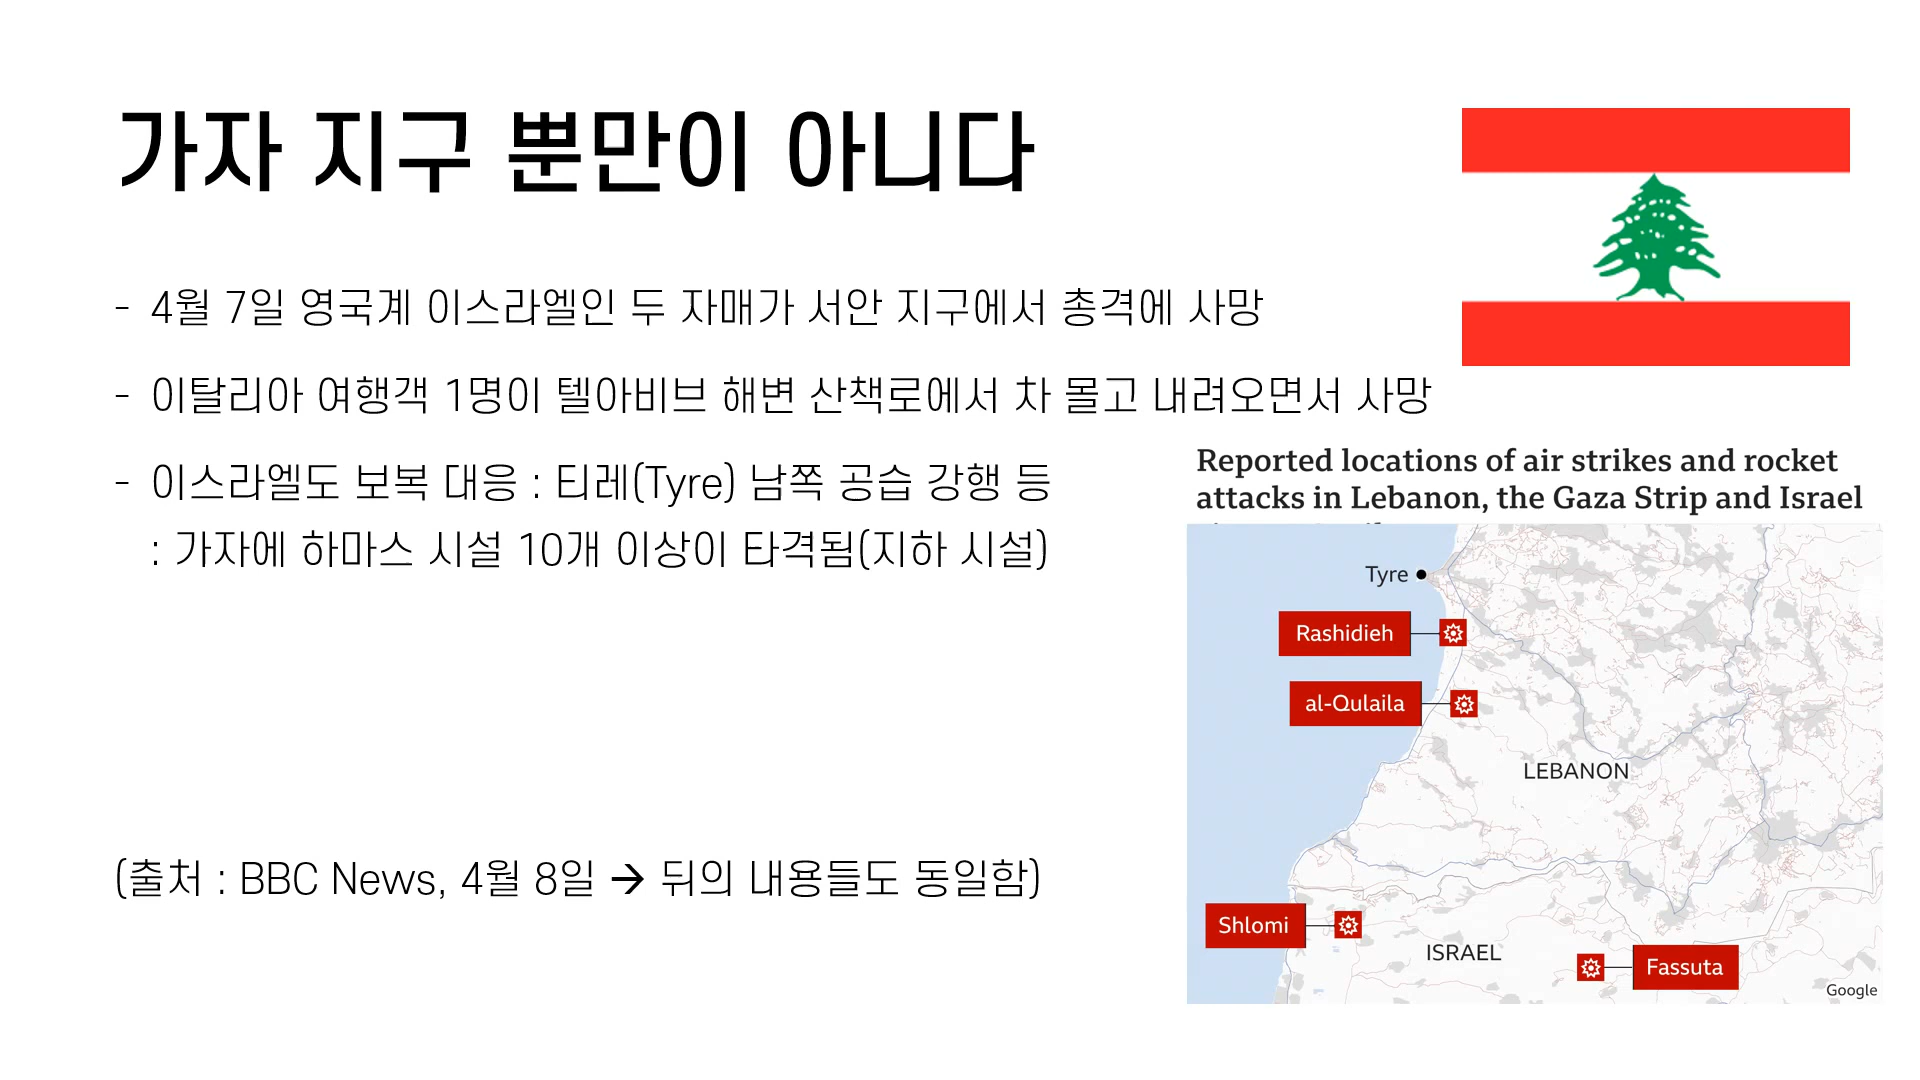 가자 지구 뿐만이 아니다
- 4월 7일 영국계 이스라엘인 두 자매가 서안 지구에서 총격에 사망
- 이탈리아 여행객 1명이 텔아비브 해변 산책로에서 차 몰고 내려오면서 사망
- 이스라엘도 보복 대응 : 티레(Tyre) 남쪽 공습 강행 등
: 가자에 하마스 시설 10개 이상이 타격됨(지하 시설)
(출처 : BBC News, 4월 8일 → 뒤의 내용들도 동일함)
Reported locations of air strikes and rocket
attacks in Lebanon, the Gaza Strip and Israel
Tyre
Rashidieh
al-Qulaila
LEBANON
Shlomi
ISRAEL
Fassuta
Google